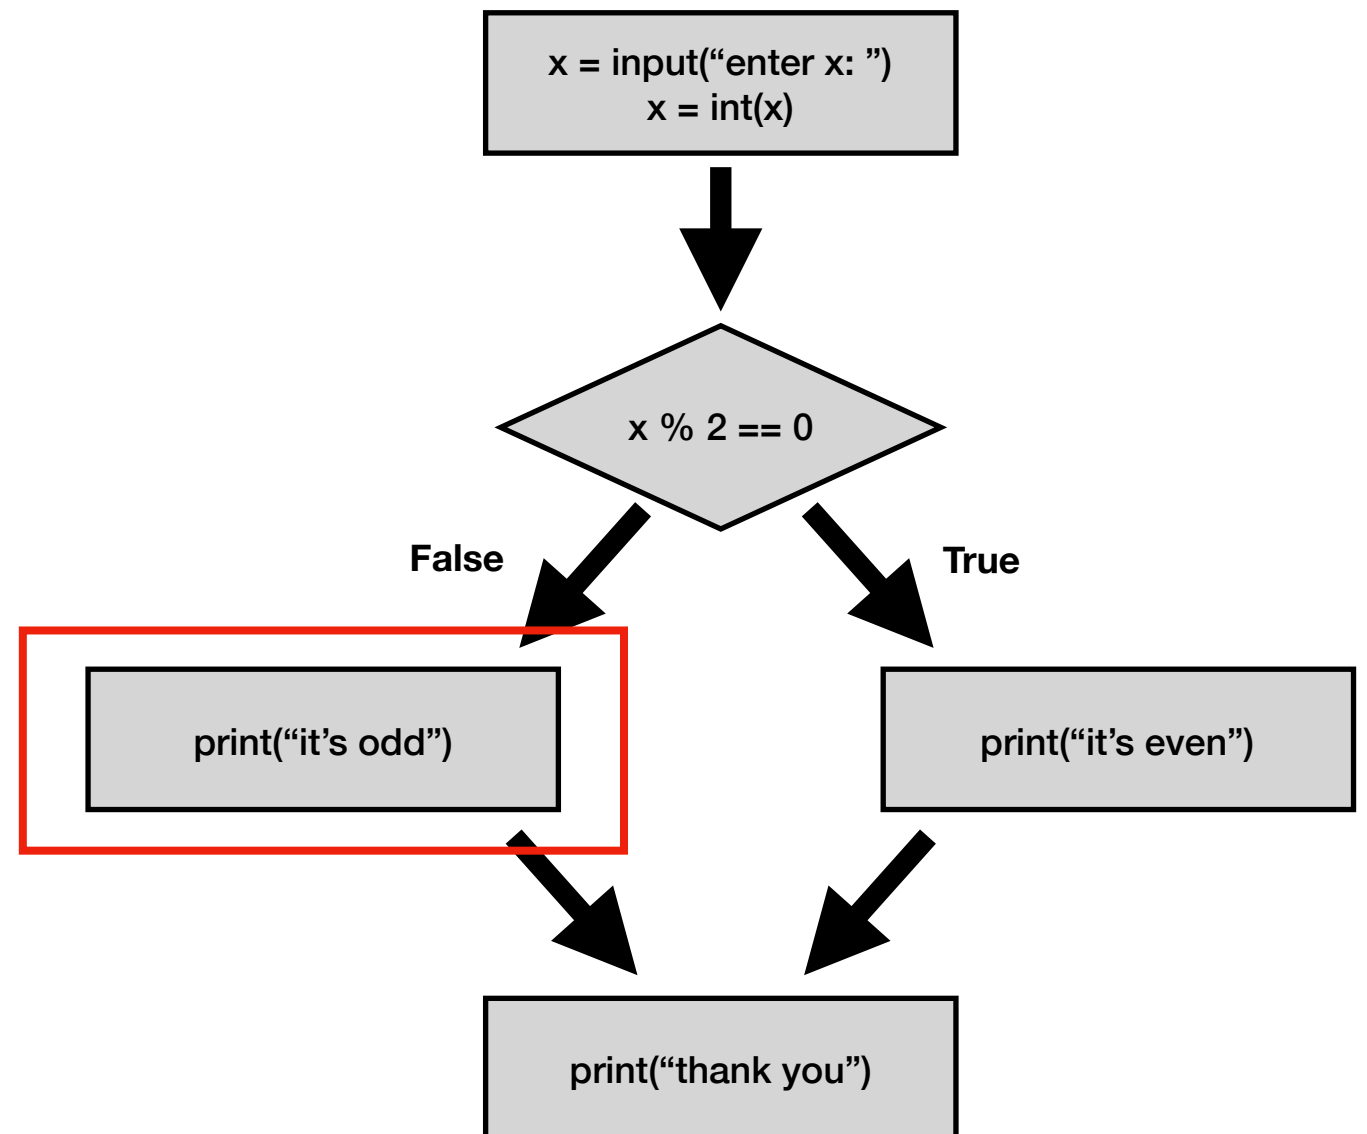 x = input(“enter x: ”)
x = int(x)
x % 2 == 0
False
True
print(“it’s odd”)
print(“it’s even”)
print(“thank you”)